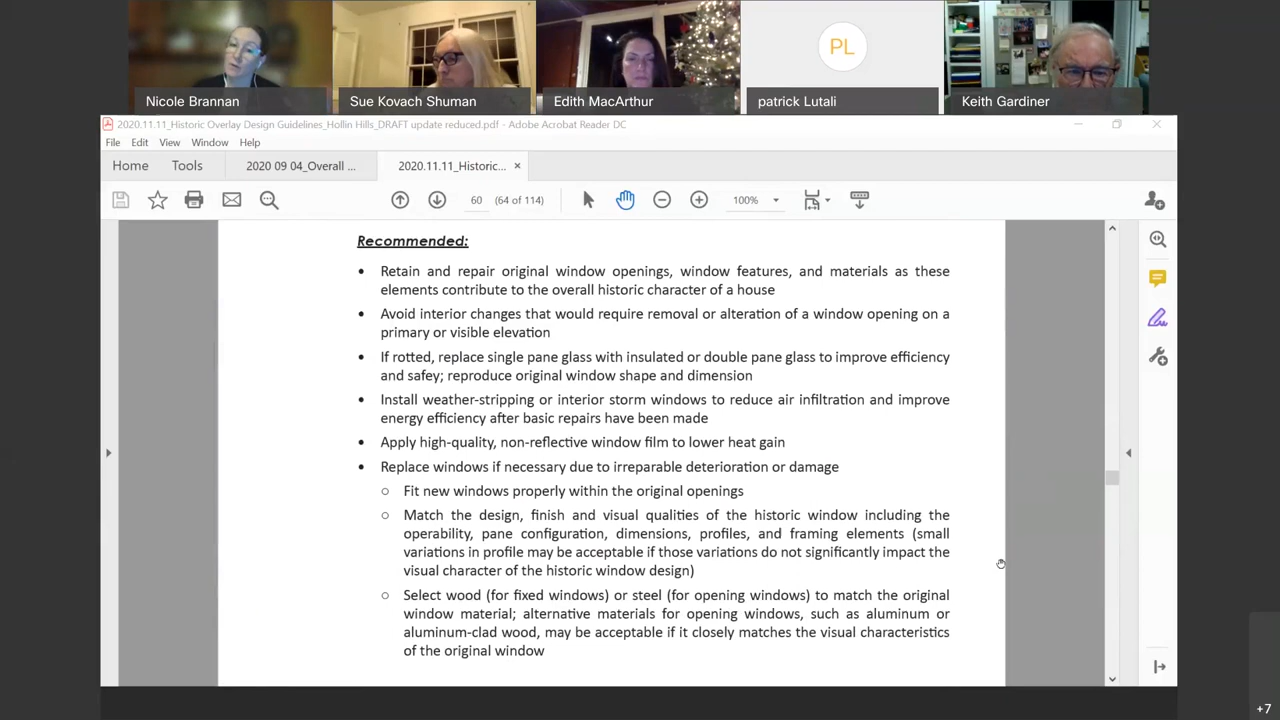 PL
Nicole Brannan
Sue Kovach Shuman
Edith MacArthur
patrick Lutali
Keith Gardiner
2020.11.11_Historic Overlay Design Guidelines_Hollin Hills_DRAFT update reduced.pdf - Adobe Acrobat Reader DC
File Edit View Window Help
Home Tools 2020 09 04_Overall ... 2020.11.11_Historic... ×
60 (64 of 114) 100%
Recommended:
• Retain and repair original window openings, window features, and materials as these
elements contribute to the overall historic character of a house
• Avoid interior changes that would require removal or alteration of a window opening on a
primary or visible elevation
• If rotted, replace single pane glass with insulated or double pane glass to improve efficiency
and safey; reproduce original window shape and dimension
• Install weather-stripping or interior storm windows to reduce air infiltration and improve
energy efficiency after basic repairs have been made
• Apply high-quality, non-reflective window film to lower heat gain
• Replace windows if necessary due to irreparable deterioration or damage
○ Fit new windows properly within the original openings
○ Match the design, finish and visual qualities of the historic window including the
operability, pane configuration, dimensions, profiles, and framing elements (small
variations in profile may be acceptable if those variations do not significantly impact the
visual character of the historic window design)
○ Select wood (for fixed windows) or steel (for opening windows) to match the original
window material; alternative materials for opening windows, such as aluminum or
aluminum-clad wood, may be acceptable if it closely matches the visual characteristics
of the original window
+7